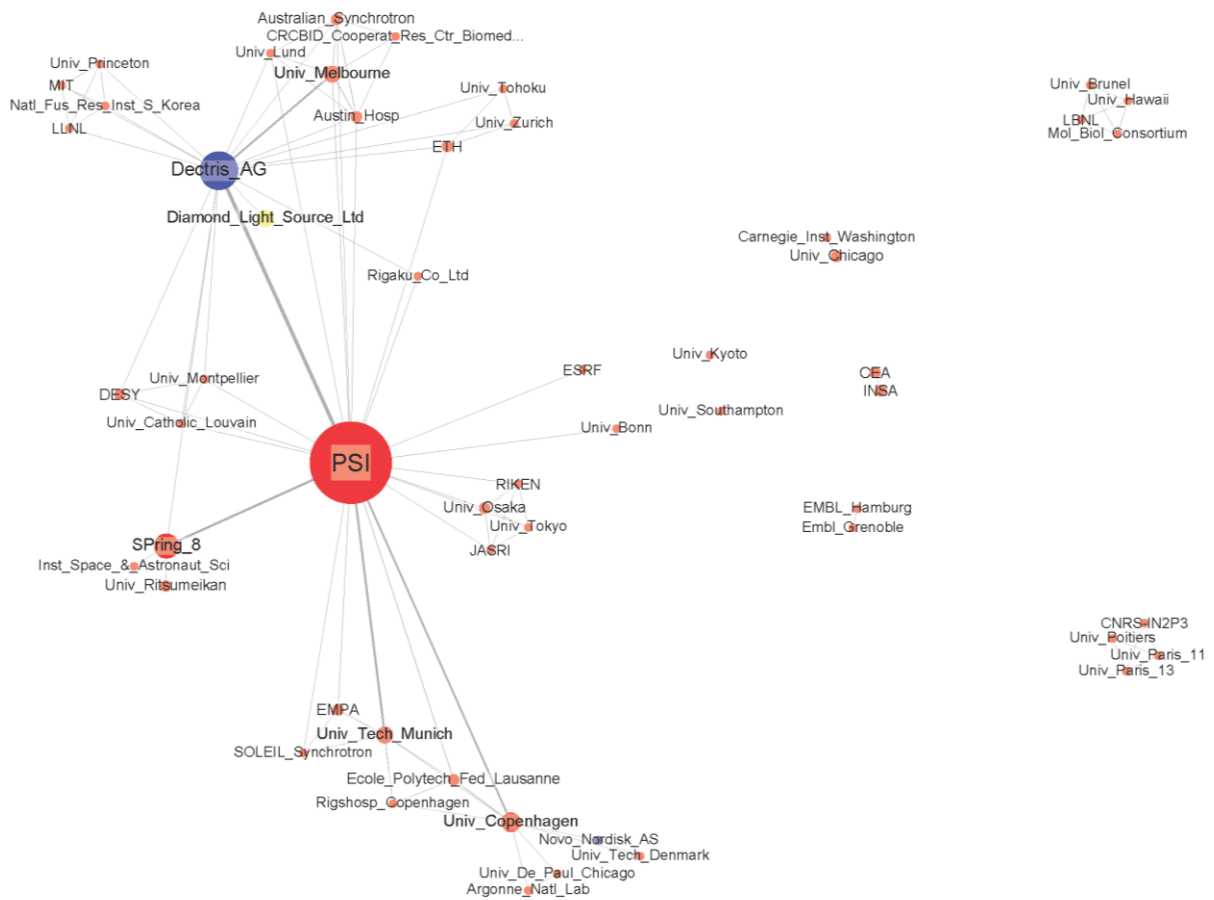 Australian_Synchrotron
CRCBID_Cooperat_Res_Ctr_Biomed...
Univ_Lund
Univ_Melbourne
Univ_Princeton
MIT
Natl_Fus_Res_Inst_S_Korea
LLNL
Austin_Hosp
Univ_Tohoku
Univ_Zurich
ETH
Dectris_AG
Diamond_Light_Source_Ltd
Rigaku_Co_Ltd
Univ_Brunel
Univ_Hawaii
LBNL
Mol_Biol_Consortium
Carnegie_Inst_Washington
Univ_Chicago
Univ_Kyoto
ESRF
CEA
INSA
Univ_Southampton
Univ_Bonn
Univ_Montpellier
DESY
Univ_Catholic_Louvain
PSI
RIKEN
Univ_Osaka
Univ_Tokyo
JASRI
EMBL_Hamburg
Embl_Grenoble
SPring_8
Inst_Space_&_Astronaut_Sci
Univ_Ritsumeikan
CNRS-IN2P3
Univ_Poitiers
Univ_Paris_11
Univ_Paris_13
EMPA
Univ_Tech_Munich
SOLEIL_Synchrotron
Ecole_Polytech_Fed_Lausanne
Rigshosp_Copenhagen
Univ_Copenhagen
Novo_Nordisk_AS
Univ_Tech_Denmark
Univ_De_Paul_Chicago
Argonne_Natl_Lab